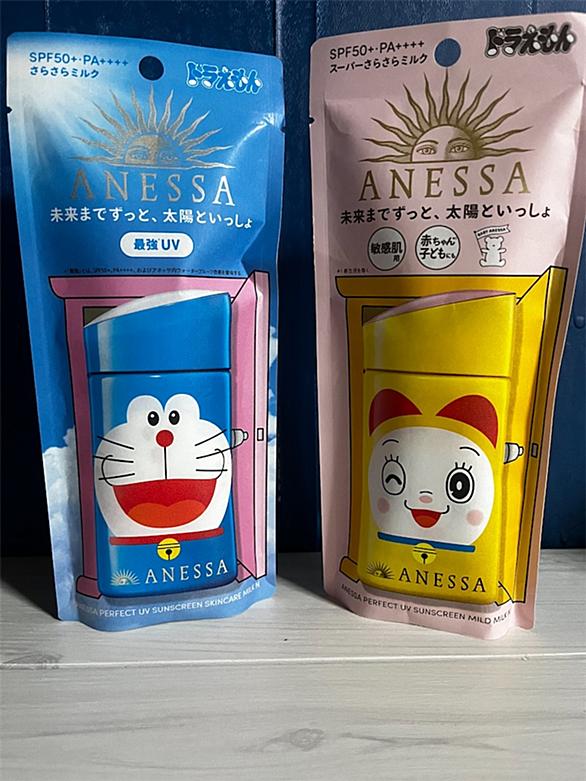 SPF50+・PA++++
さらさらミルク
ドラえもん
ANESSA
未来までずっと、太陽といっしょ
最強UV
ANESSA
ANESSA PERFECT UV SUNSCREEN SKINCARE MILK N
SPF50+・PA++++
スーパーさらさらミルク
ドラえもん
ANESSA
未来までずっと、太陽といっしょ
敏感肌
用
赤ちゃん
子どもにも
BABY ANESSA
ANESSA
ANESSA PERFECT UV SUNSCREEN MILD MILK N